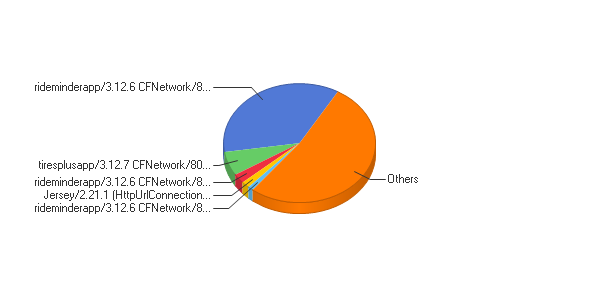 rideminderapp/3.12.6 CFNetwork/8...
tiresplusapp/3.12.7 CFNetwork/80...
rideminderapp/3.12.6 CFNetwork/8...
Others
Jersey/2.21.1 (HttpUrlConnection...
rideminderapp/3.12.6 CFNetwork/8...